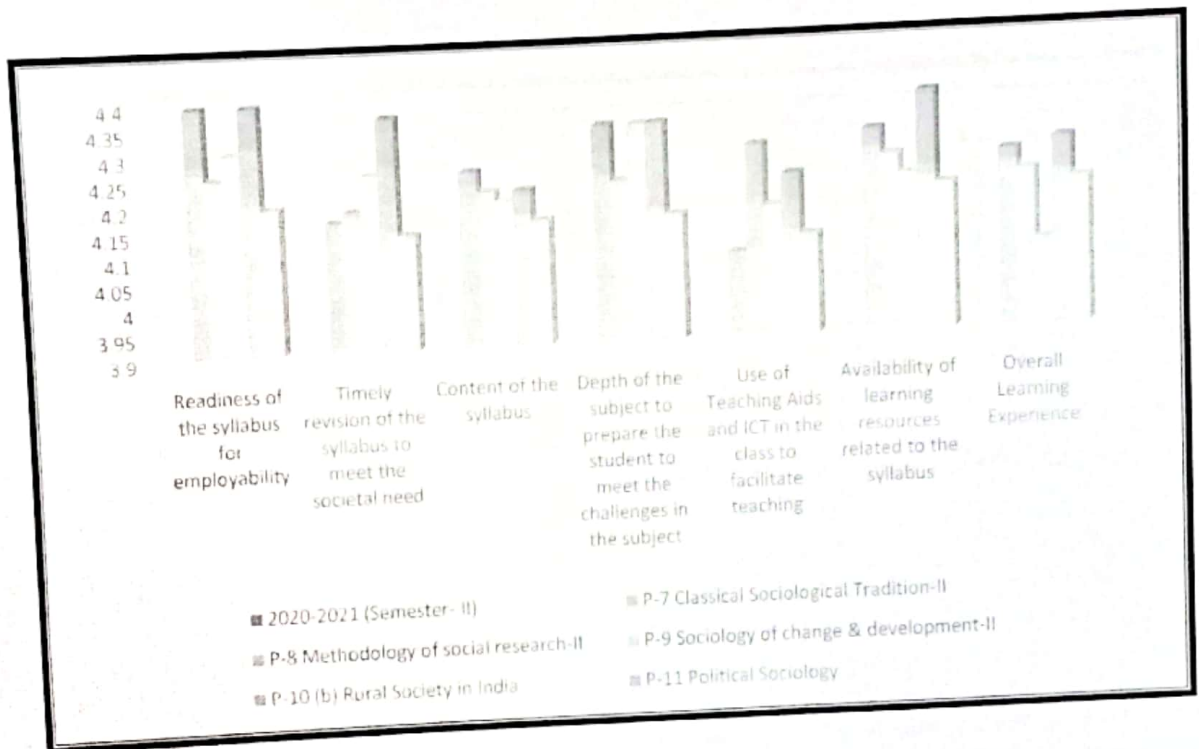 4.4
4.35
4.3
4.25
4.2
4.15
4.1
4.05
4
3.95
3.9
Readiness of
the syllabus
for
employability
Timely
revision of the
syllabus to
meet the
societal need
Content of the
syllabus
Depth of the
subject to
prepare the
student to
meet the
challenges in
the subject
Use of
Teaching Aids
and ICT in the
class to
facilitate
teaching
Availability of
learning
resources
related to the
syllabus
Overall
Learning
Experience
2020-2021 (Semester- II)
P-7 Classical Sociological Tradition-II
P-8 Methodology of social research-II
P-9 Sociology of change & development-II
P-10 (b) Rural Society in India
P-11 Political Sociology